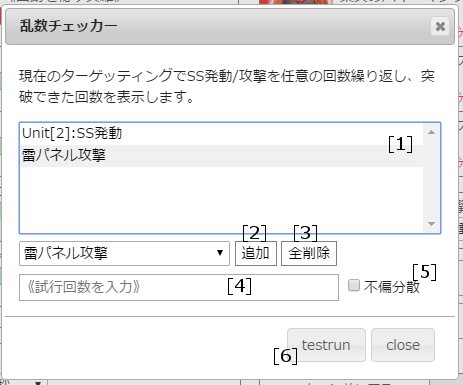 乱数チェッカー
現在のターゲッティングでSS発動/攻撃を任意の回数繰り返し、突
破できた回数を表示します。
Unit[2]:SS発動
[1]
雷パネル攻撃
[2] [3]
雷パネル攻撃 追加 全削除
《試行回数を入力》 [4] 不偏分散 [5]
[6] testrun close